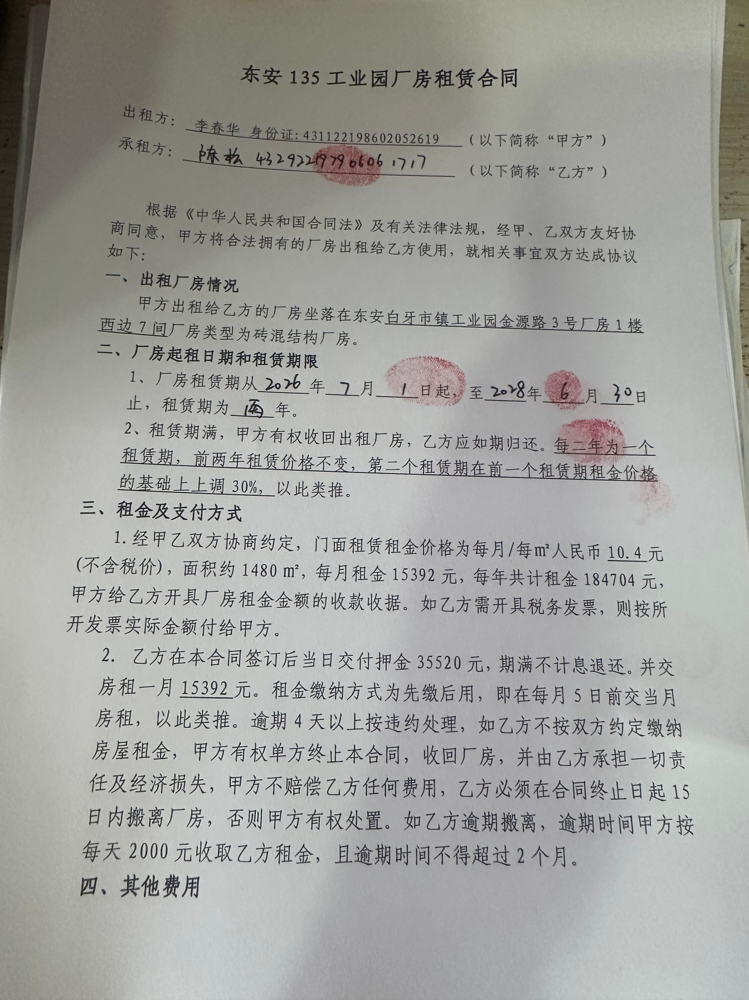 东安 135 工业园厂房租赁合同
出租方： 李春华 身份证: 431122198602052619 （以下简称“甲方”）
承租方： 陈松 432922197906061717 （以下简称“乙方”）
根据《中华人民共和国合同法》及有关法律法规，经甲、乙双方友好协
商同意，甲方将合法拥有的厂房出租给乙方使用，就相关事宜双方达成协议
如下：
一、出租厂房情况
甲方出租给乙方的厂房坐落在东安白牙市镇工业园金源路 3 号厂房 1 楼
西边 7 间厂房类型为砖混结构厂房。
二、厂房起租日期和租赁期限
1、厂房租赁期从 2026 年 7 月 1 日起，至 2028 年 6 月 30 日
止，租赁期为 两 年。
2、租赁期满，甲方有权收回出租厂房，乙方应如期归还。每二年为一个
租赁期，前两年租赁价格不变，第二个租赁期在前一个租赁期租金价格
的基础上上调 30%，以此类推。
三、租金及支付方式
1.经甲乙双方协商约定，门面租赁租金价格为每月/每㎡人民币 10.4 元
(不含税价)，面积约 1480 ㎡，每月租金 15392 元，每年共计租金 184704 元，
甲方给乙方开具厂房租金金额的收款收据。如乙方需开具税务发票，则按所
开发票实际金额付给甲方。
2. 乙方在本合同签订后当日交付押金 35520 元，期满不计息退还。并交
房租一月 15392 元。租金缴纳方式为先缴后用，即在每月 5 日前交当月
房租，以此类推。逾期 4 天以上按违约处理，如乙方不按双方约定缴纳
房屋租金，甲方有权单方终止本合同，收回厂房，并由乙方承担一切责
任及经济损失，甲方不赔偿乙方任何费用，乙方必须在合同终止日起 15
日内搬离厂房，否则甲方有权处置。如乙方逾期搬离，逾期时间甲方按
每天 2000 元收取乙方租金，且逾期时间不得超过 2 个月。
四、其他费用